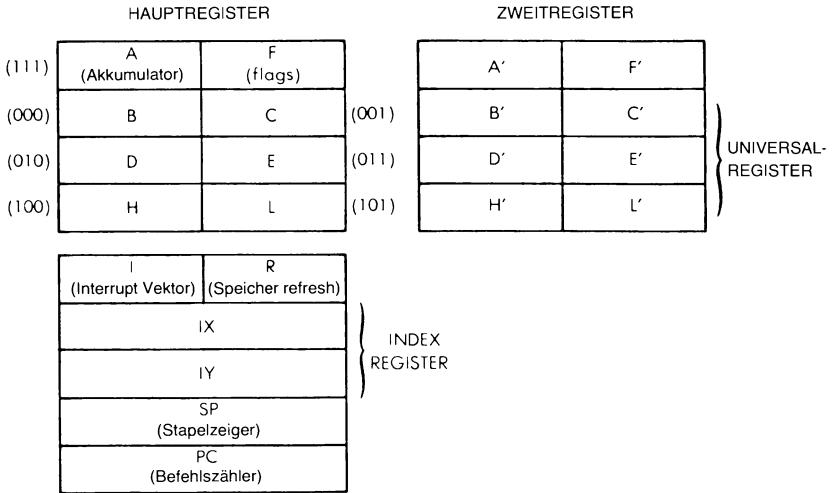 HAUPTREGISTER
ZWEITREGISTER
(111) A F A′ F′
(Akkumulator) (flags)
(000) B C (001) B′ C′
(010) D E (011) D′ E′
(100) H L (101) H′ L′
UNIVERSAL-
REGISTER
I R
(Interrupt Vektor) (Speicher refresh)
IX
IY
INDEX
REGISTER
SP
(Stapelzeiger)
PC
(Befehlszähler)